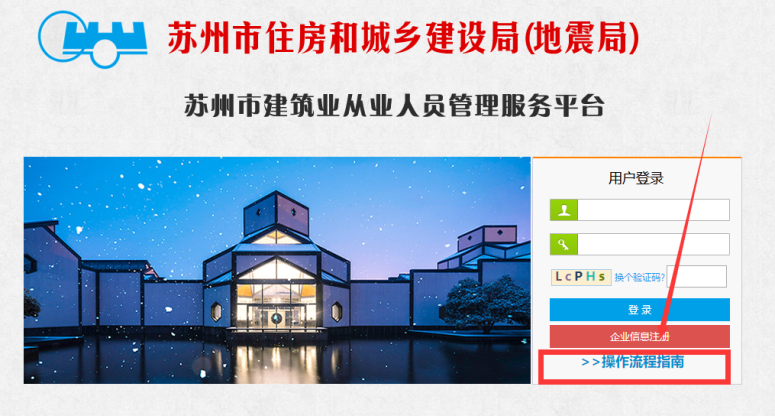 苏州市住房和城乡建设局(地震局)
苏州市建筑业从业人员管理服务平台
用户登录
LcPHs 换个验证码?
登 录
企业信息注册
>>操作流程指南